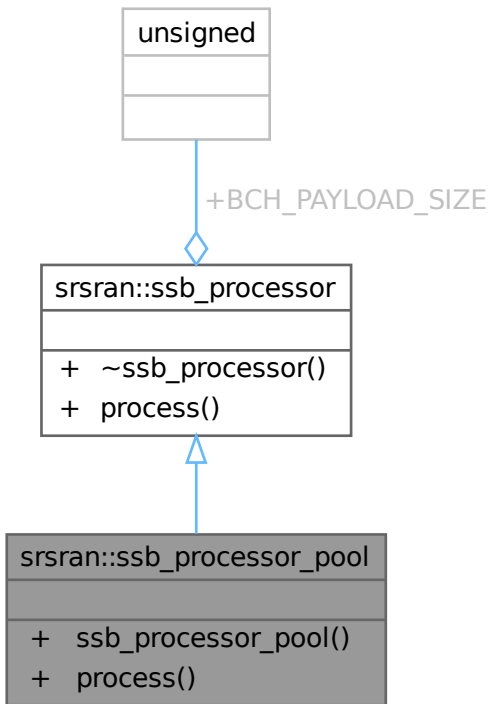 unsigned
+BCH_PAYLOAD_SIZE
srsran::ssb_processor
+ ~ssb_processor()
+ process()
srsran::ssb_processor_pool
+ ssb_processor_pool()
+ process()